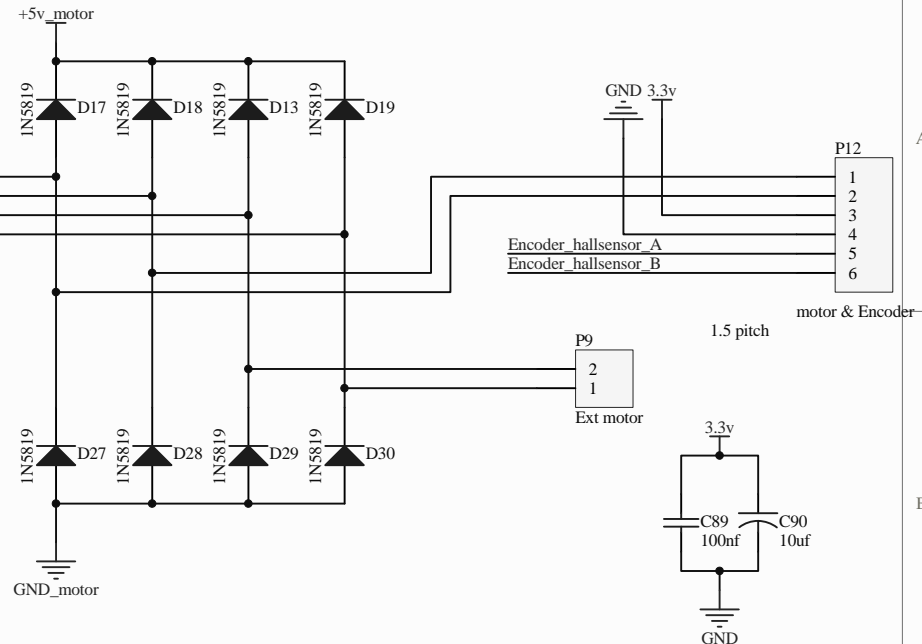 +5v_motor
1N5819
D17
1N5819
D18
1N5819
D13
1N5819
D19
GND
3.3v
P12
1
2
3
4
5
6
Encoder_hallsensor_A
Encoder_hallsensor_B
motor & Encoder
1.5 pitch
P9
2
1
Ext motor
1N5819
D27
1N5819
D28
1N5819
D29
1N5819
D30
GND_motor
3.3v
C89
100nf
C90
10uf
GND